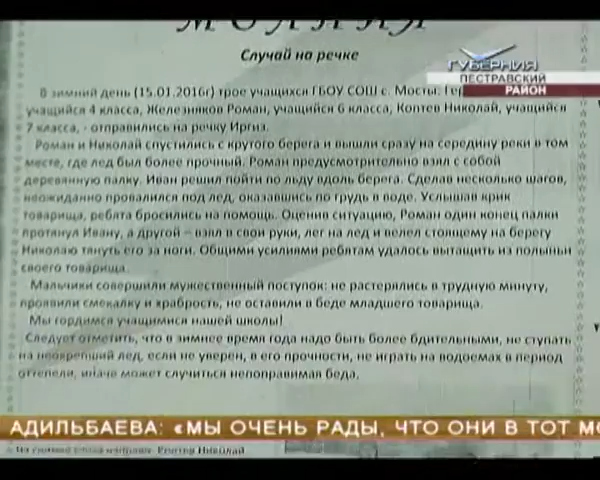 МОЛНИЯ
Случай на речке
ГУБЕРНИЯ
ПЕСТРАВСКИЙ
РАЙОН
В зимний день (15.01.2016г) трое учащихся ГБОУ СОШ с. Мосты:
учащийся 4 класса, Железняков Роман, учащийся 6 класса, Коптев Николай, учащийся
7 класса, - отправились на речку Иргиз.
Роман и Николай спустились с крутого берега и вышли сразу на середину реки в том
месте, где лед был более прочный. Роман предусмотрительно взял с собой
деревянную палку. Иван решил пойти по льду вдоль берега. Сделав несколько шагов,
неожиданно провалился под лед, оказавшись по грудь в воде. Услышав крик
товарища, ребята бросились на помощь. Оценив ситуацию, Роман один конец палки
протянул Ивану, а другой – взял в свои руки, лег на лед и велел стоящему на берегу
Николаю тянуть его за ноги. Общими усилиями ребятам удалось вытащить из полыньи
своего товарища.
Мальчики совершили мужественный поступок: не растерялись в трудную минуту,
проявили смекалку и храбрость, не оставили в беде младшего товарища.
Мы гордимся учащимися нашей школы!
Следует отметить, что в зимнее время года надо быть более бдительными, не ступать
на неокрепший лед, если не уверен, в его прочности, не играть на водоемах в период
оттепели, иначе может случиться непоправимая беда.
АДИЛЬБАЕВА: «МЫ ОЧЕНЬ РАДЫ, ЧТО ОНИ В ТОТ МО
Николай